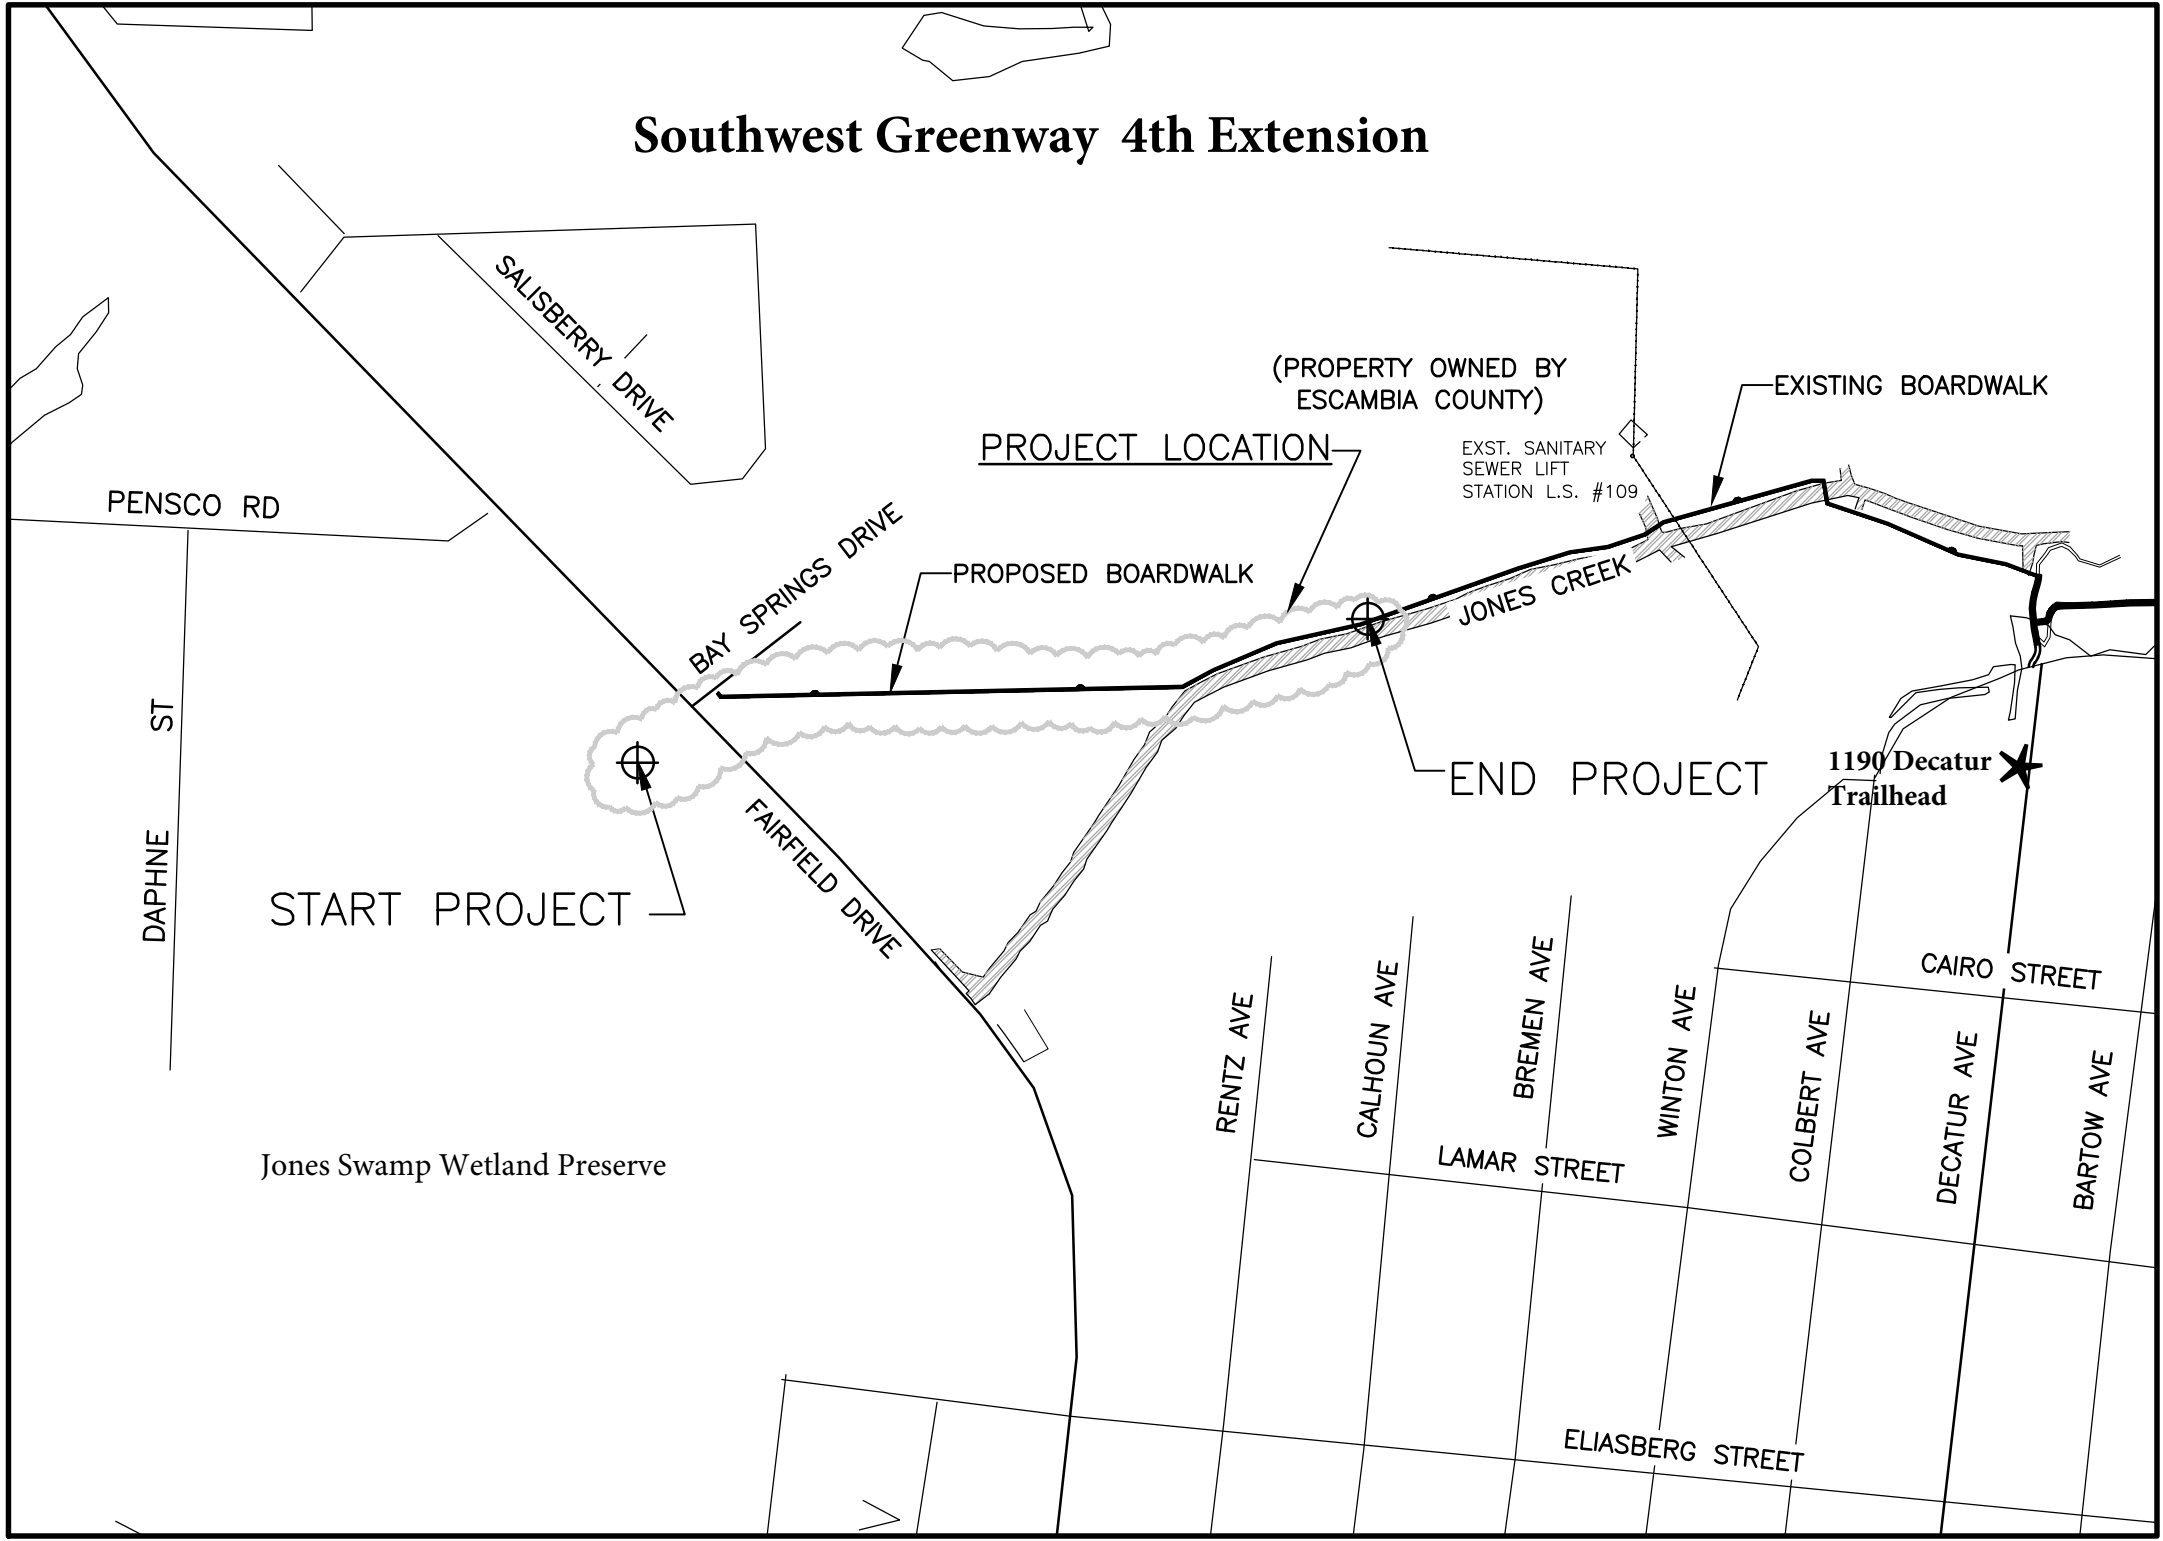 Southwest Greenway 4th Extension
SALISBERRY DRIVE
(PROPERTY OWNED BY
ESCAMBIA COUNTY)
EXISTING BOARDWALK
PROJECT LOCATION
EXST. SANITARY
SEWER LIFT
STATION L.S. #109
PENSCO RD
BAY SPRINGS DRIVE
PROPOSED BOARDWALK
JONES CREEK
DAPHNE ST
1190 Decatur
Trailhead
END PROJECT
START PROJECT
FAIRFIELD DRIVE
CAIRO STREET
RENTZ AVE
CALHOUN AVE
BREMEN AVE
WINTON AVE
COLBERT AVE
DECATUR AVE
BARTOW AVE
LAMAR STREET
Jones Swamp Wetland Preserve
ELIASBERG STREET